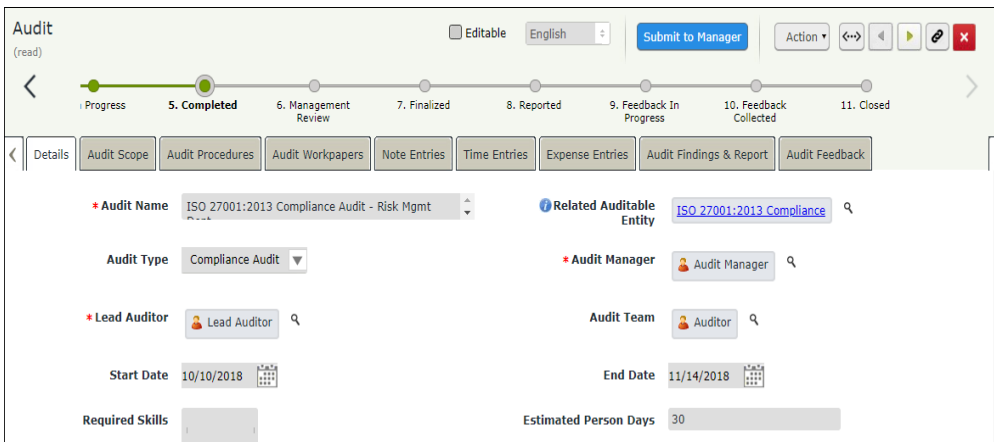 Audit
(read)
Editable
English
Submit to Manager
Action
Progress
5. Completed
6. Management
Review
7. Finalized
8. Reported
9. Feedback In
Progress
10. Feedback
Collected
11. Closed
Details
Audit Scope
Audit Procedures
Audit Workpapers
Note Entries
Time Entries
Expense Entries
Audit Findings & Report
Audit Feedback
* Audit Name
ISO 27001:2013 Compliance Audit - Risk Mgmt
Related Auditable
Entity
ISO 27001:2013 Compliance
Audit Type
Compliance Audit
* Audit Manager
Audit Manager
* Lead Auditor
Lead Auditor
Audit Team
Auditor
Start Date
10/10/2018
End Date
11/14/2018
Required Skills
Estimated Person Days
30